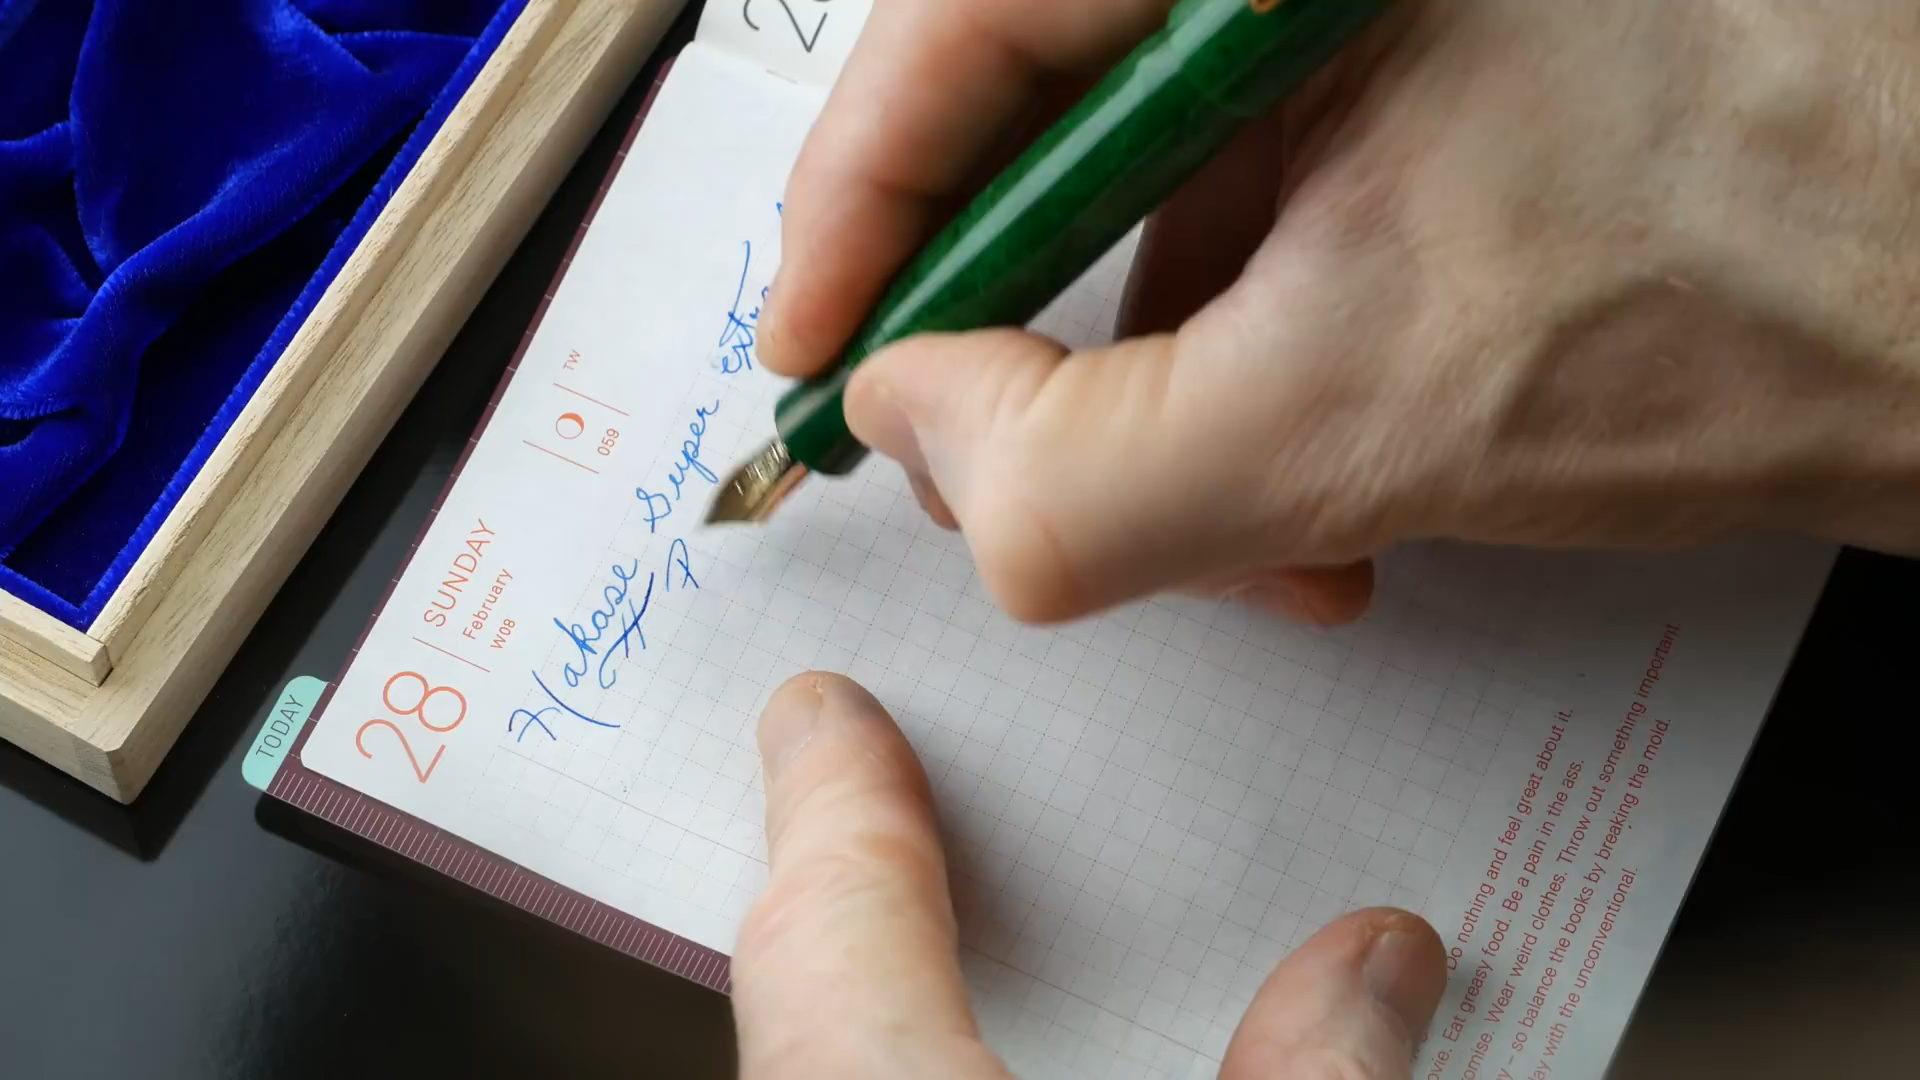 28
SUNDAY
February
W08
059
TW
TODAY
Hakase Super
P
Do nothing and feel great about it.
Eat greasy food. Be a pain in the ass.
Wear weird clothes. Throw out something important
so balance the books by breaking the mold.
with the unconventional.